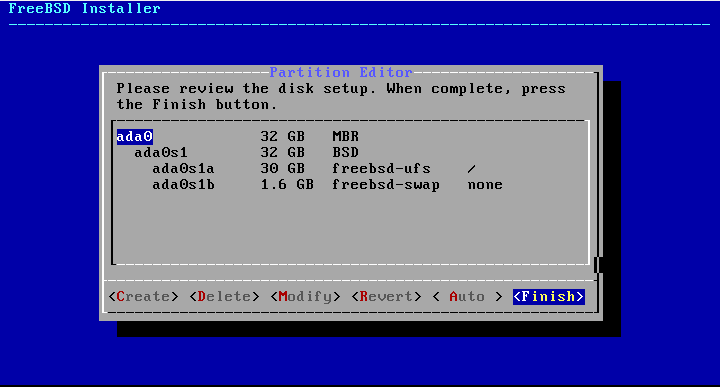 FreeBSD Installer
Partition Editor
Please review the disk setup. When complete, press
the Finish button.
ada0 32 GB MBR
ada0s1 32 GB BSD
ada0s1a 30 GB freebsd-ufs /
ada0s1b 1.6 GB freebsd-swap none
<Create> <Delete> <Modify> <Revert> < Auto > <Finish>